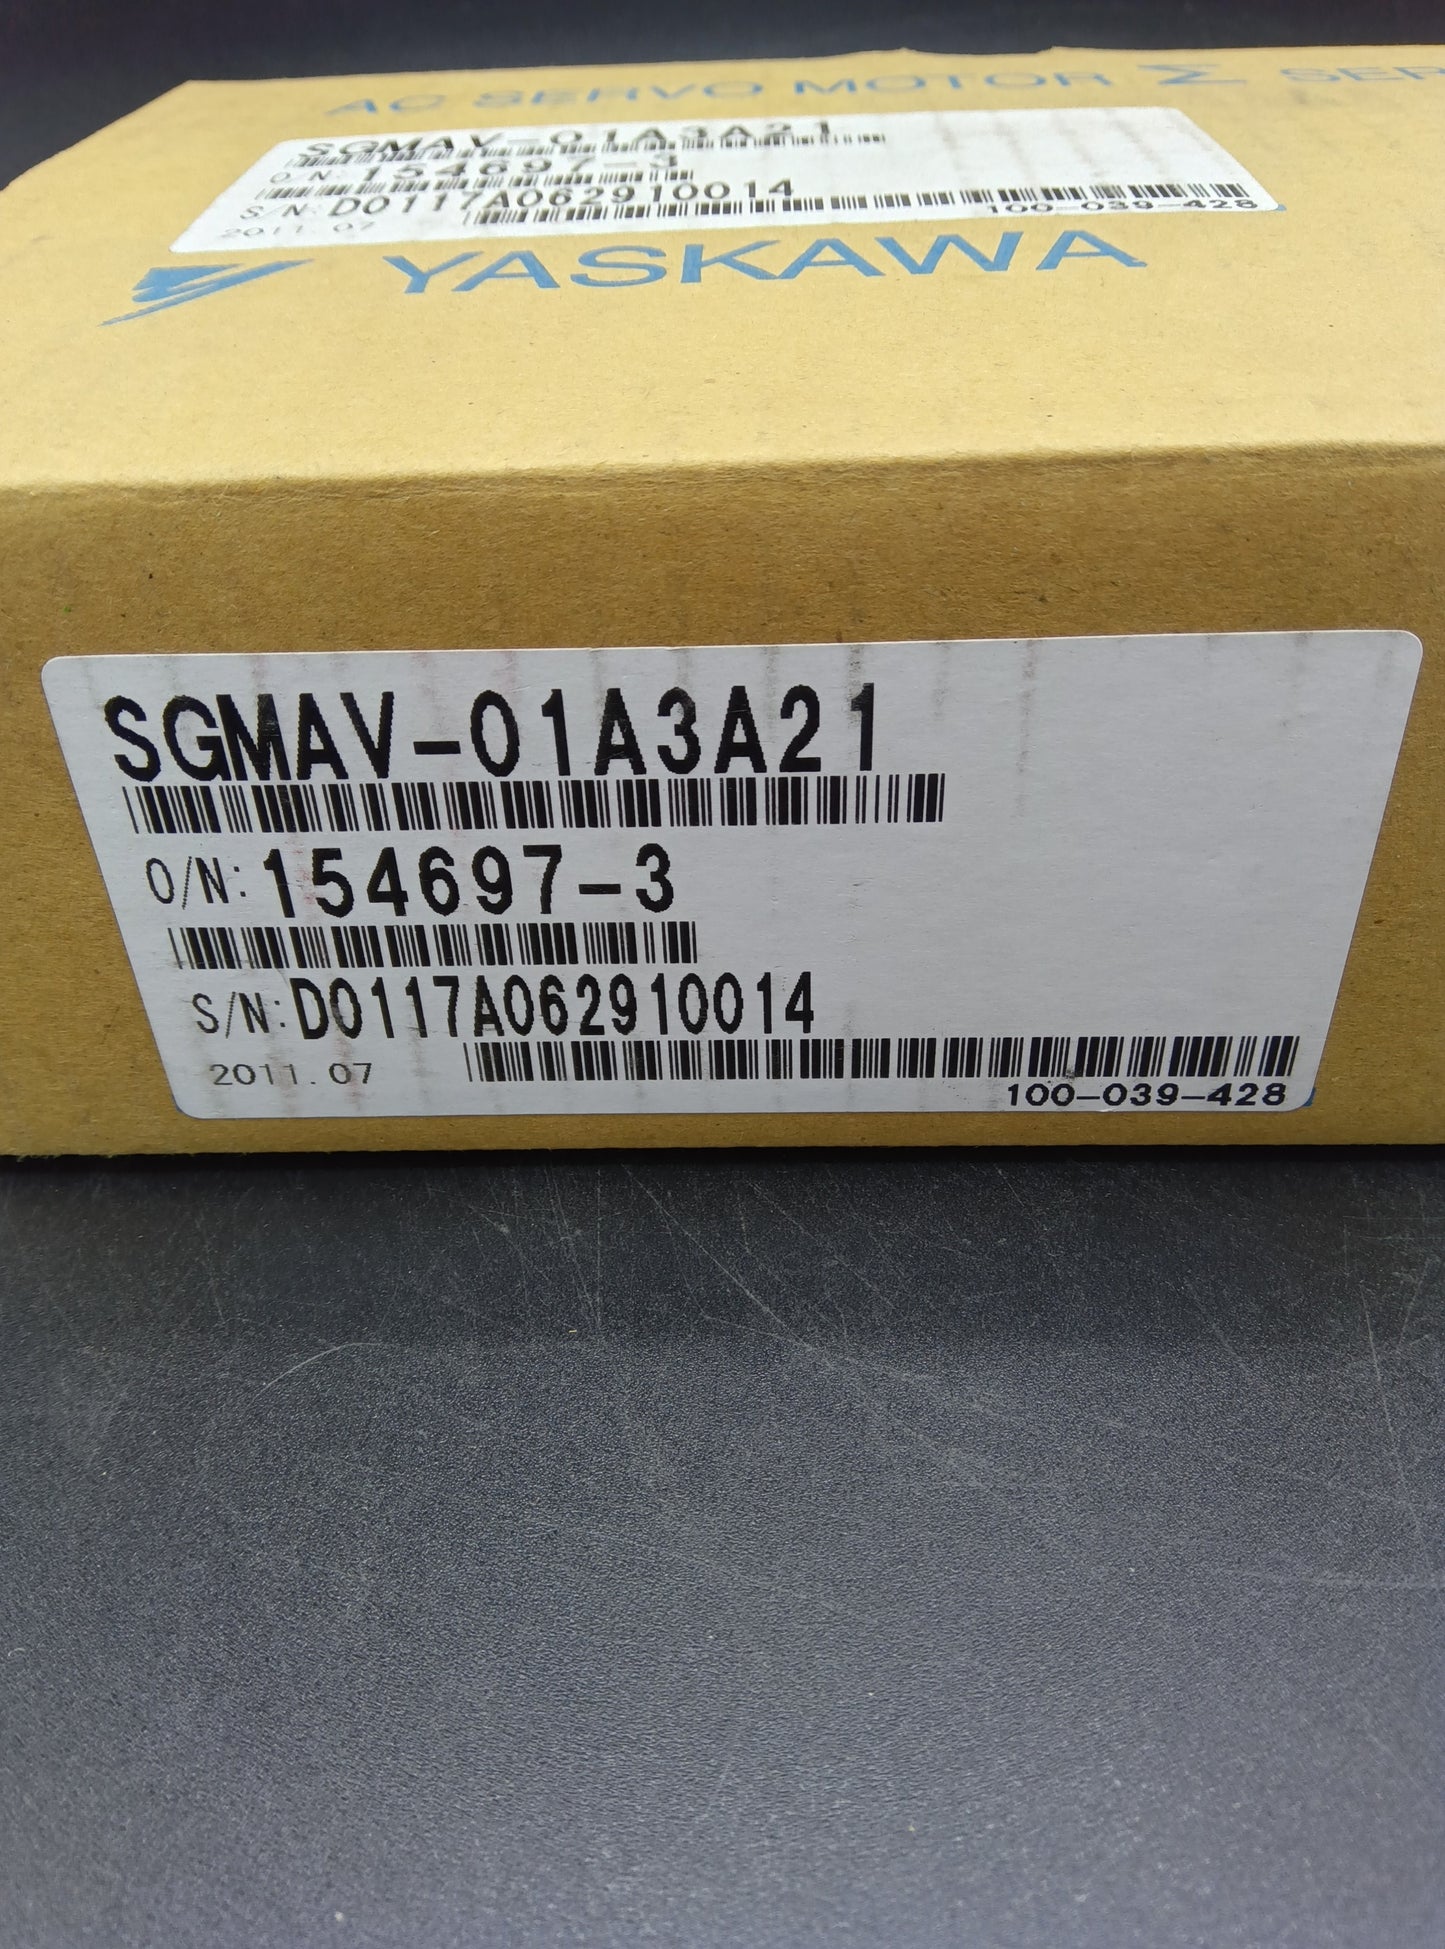 AC SERVO MOTOR Σ SER
SGMAV-01A3A21
O/N: 154697-3
S/N: D0117A062910014
2011.07
100-039-428
YASKAWA
SGMAV-01A3A21
O/N: 154697-3
S/N: D0117A062910014
2011.07
100-039-428